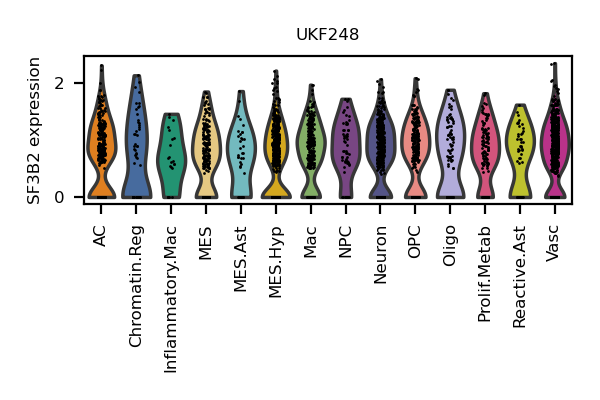 UKF248
SF3B2 expression
2
0
AC
Chromatin.Reg
Inflammatory.Mac
MES
MES.Ast
MES.Hyp
Mac
NPC
Neuron
OPC
Oligo
Prolif.Metab
Reactive.Ast
Vasc